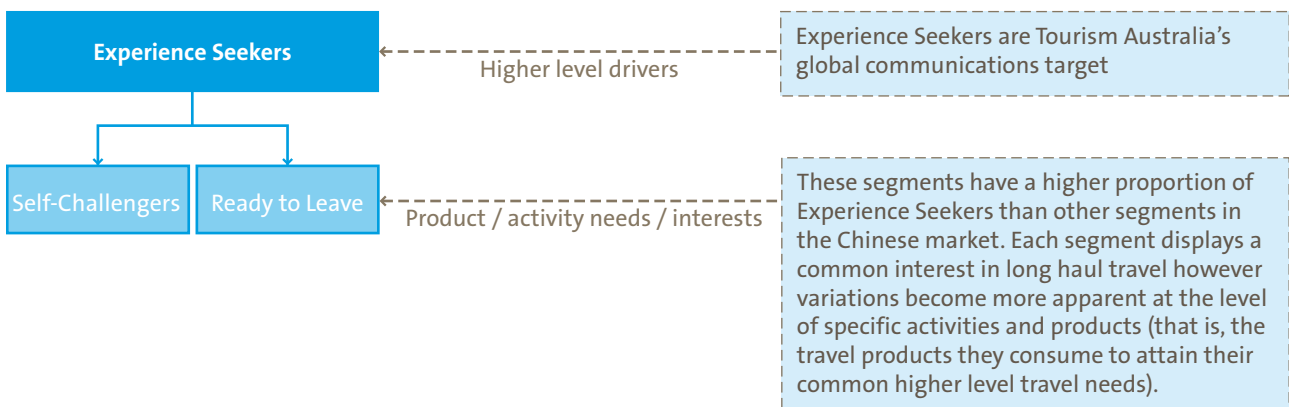 Experience Seekers
Higher level drivers
Experience Seekers are Tourism Australia’s
global communications target
Self-Challengers
Ready to Leave
Product / activity needs / interests
These segments have a higher proportion of
Experience Seekers than other segments in
the Chinese market. Each segment displays a
common interest in long haul travel however
variations become more apparent at the level
of specific activities and products (that is, the
travel products they consume to attain their
common higher level travel needs).